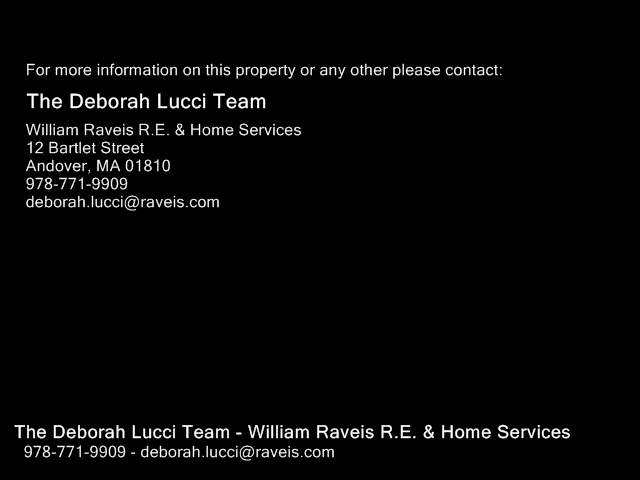 For more information on this property or any other please contact:
The Deborah Lucci Team
William Raveis R.E. & Home Services
12 Bartlet Street
Andover, MA 01810
978-771-9909
deborah.lucci@raveis.com
The Deborah Lucci Team - William Raveis R.E. & Home Services
978-771-9909 - deborah.lucci@raveis.com